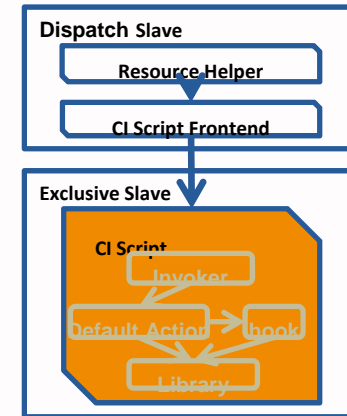 Dispatch Slave
Resource Helper
CI Script Frontend
Exclusive Slave
CI Script
Invoker
Default Action
hook
Library